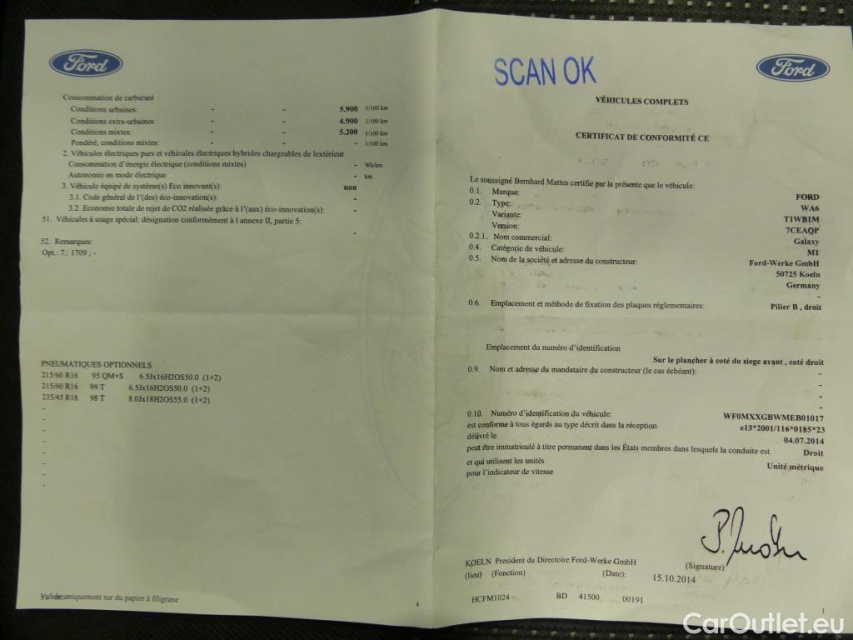 Ford
Consommation de carburant
Conditions urbaines: - - 5.900 l/100 km
Conditions extra-urbaines: - - 4.900 l/100 km
Conditions mixtes: - - 5.200 l/100 km
Pondéré, conditions mixtes: - l/100 km
2. Véhicules électriques purs et véhicules électriques hybrides chargeables de lextérieur
Consommation d'énergie électrique (conditions mixtes) - Wh/km
Autonomie en mode électrique - km
3. Véhicule équipé de système(s) Eco innovant(s): non
3.1. Code général de l'(des) éco-innovation(s): -
3.2. Economie totale de rejet de CO2 réalisée grâce à l'(aux) éco-innovation(s): -
51. Véhicules à usage spécial: désignation conformément à l annexe II, partie 5:
-
52. Remarques:
Opt.: 7.: 1709 ; -
PNEUMATIQUES OPTIONNELS
215/60 R16 95 QM+S 6.5Jx16H2OS50.0 (1+2)
215/60 R16 99 T 6.5Jx16H2OS50.0 (1+2)
235/45 R18 98 T 8.0Jx18H2OS55.0 (1+2)
-
-
-
-
-
-
-
Valide uniquement sur du papier à filigrane
4
SCAN OK
Ford
VÉHICULES COMPLETS
CERTIFICAT DE CONFORMITÉ CE
Le soussigné Bernhard Mattes certifie par la présente que le véhicule:
0.1. Marque: FORD
0.2. Type: WA6
Variante: T1WB1M
Version: 7CEAQP
0.2.1. Nom commercial: Galaxy
0.4. Catégorie de véhicule: M1
0.5. Nom de la société et adresse du constructeur: Ford-Werke GmbH
50725 Koeln
Germany
-
0.6. Emplacement et méthode de fixation des plaques réglementaires: Pilier B , droit
Emplacement du numéro d'identification
Sur le plancher à coté du siege avant , coté droit
0.9. Nom et adresse du mandataire du constructeur (le cas échéant): -
-
-
-
0.10. Numéro d'identification du véhicule: WF0MXXGBWMEB01017
est conforme à tous égards au type décrit dans la réception e13*2001/116*0185*23
délivré le 04.07.2014
peut être immatriculé à titre permanent dans les États membres dans lesquels la conduite est Droit
et qui utilisent les unités Unité métrique
pour l'indicateur de vitesse
KOELN President du Directoire Ford-Werke GmbH (Signature)
(lieu) (Fonction) (Date): 15.10.2014
HCFM1024 BD 41500 00191
1
CarOutlet.eu